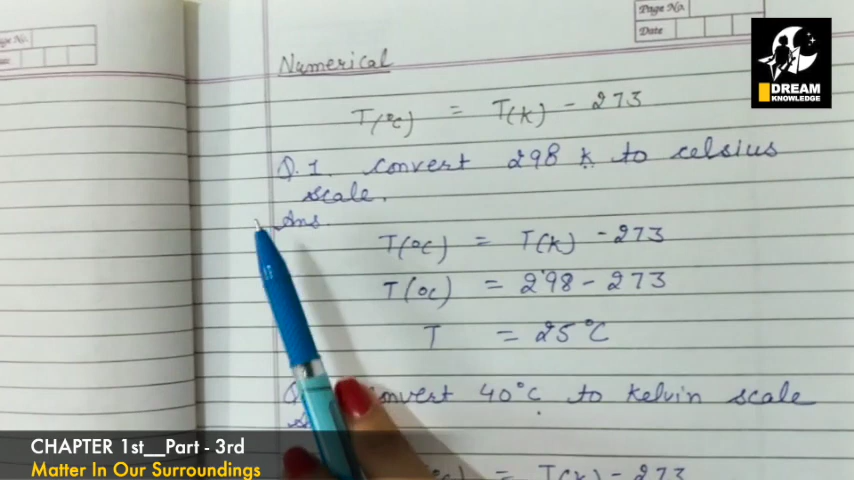 Page No.
Date
DREAM
KNOWLEDGE
Numerical
T(°C) = T(K) - 273
Q.1. convert 298 K to celsius
scale.
Ans.
T(°C) = T(K) - 273
T(°C) = 298 - 273
T = 25°C
convert 40°C to Kelvin scale
= T(K) - 273
CHAPTER 1st__Part - 3rd
Matter In Our Surroundings